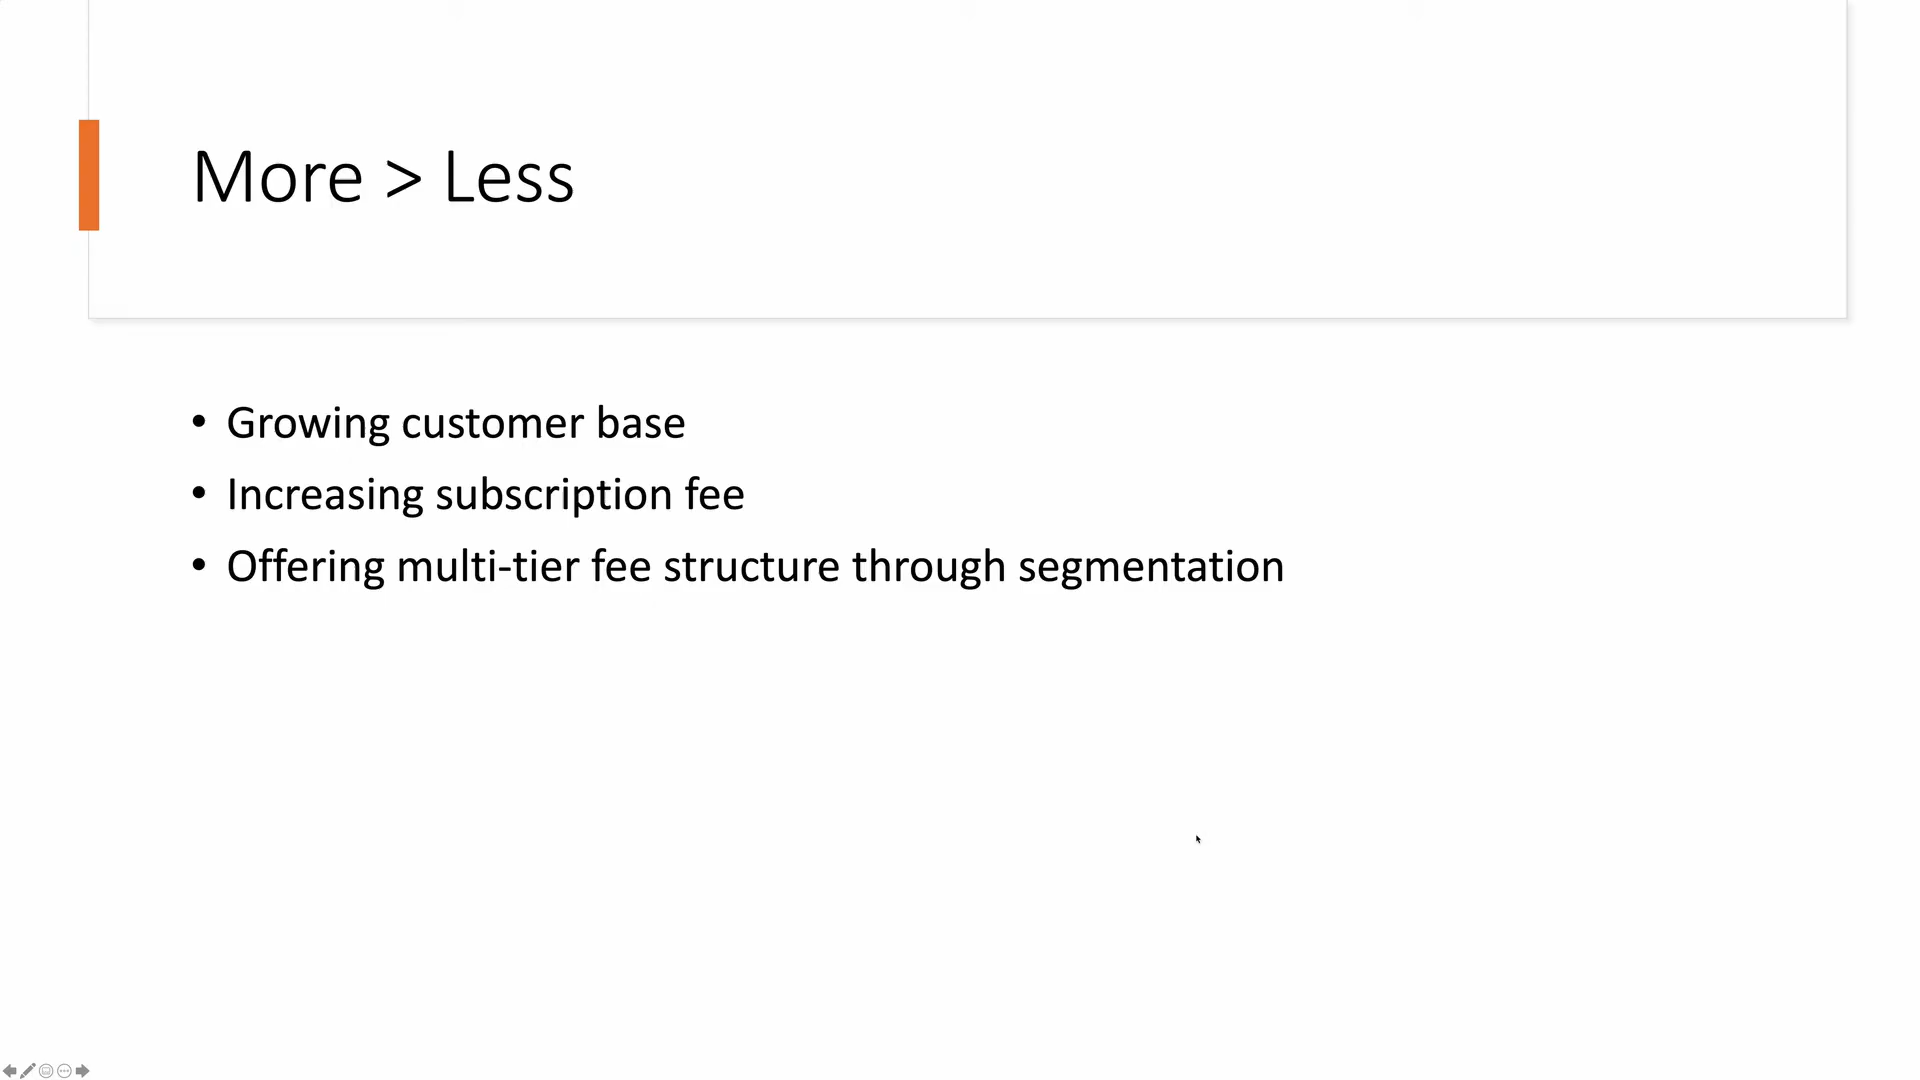 More > Less
• Growing customer base
• Increasing subscription fee
• Offering multi-tier fee structure through segmentation